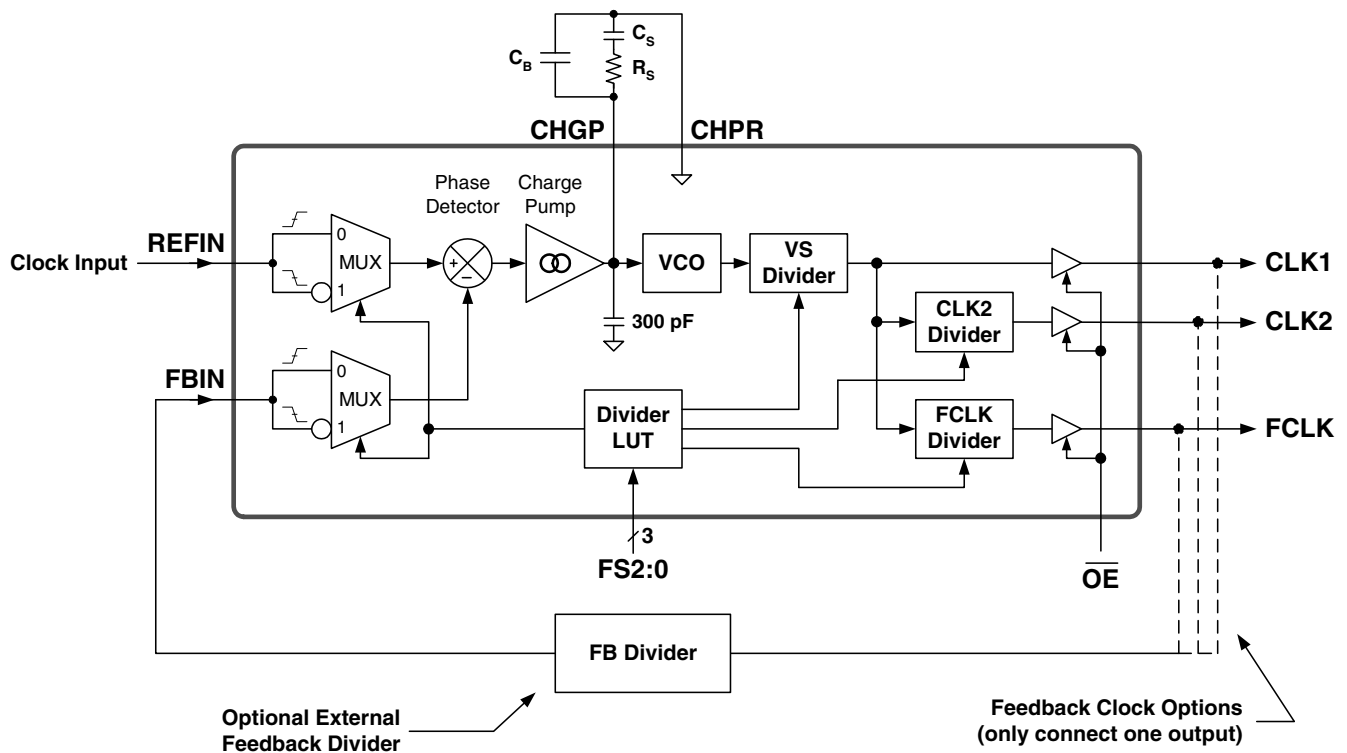 C_S
C_B
R_S
CHGP
CHPR
Phase
Detector
Charge
Pump
REFIN
Clock Input
0
MUX
1
+
−
VCO
VS
Divider
CLK1
300 pF
CLK2
Divider
CLK2
FBIN
0
MUX
1
Divider
LUT
FCLK
Divider
FCLK
3
FS2:0
OE
FB Divider
Optional External
Feedback Divider
Feedback Clock Options
(only connect one output)